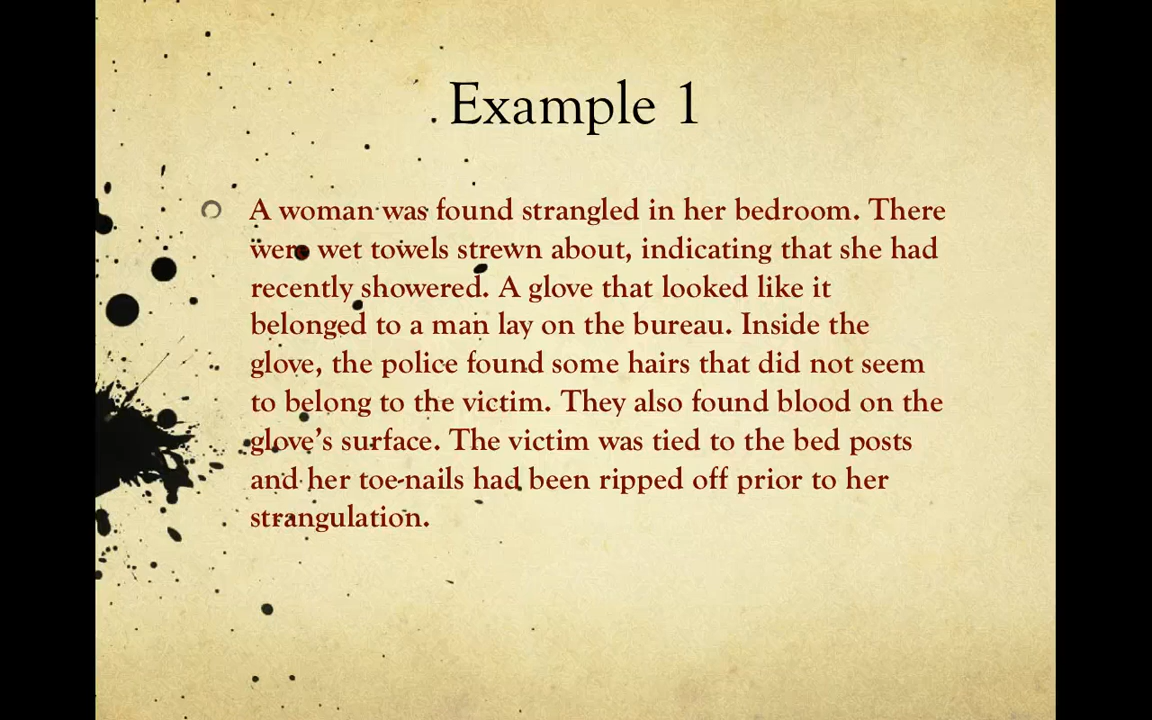 Example 1
A woman was found strangled in her bedroom. There
were wet towels strewn about, indicating that she had
recently showered. A glove that looked like it
belonged to a man lay on the bureau. Inside the
glove, the police found some hairs that did not seem
to belong to the victim. They also found blood on the
glove’s surface. The victim was tied to the bed posts
and her toe-nails had been ripped off prior to her
strangulation.